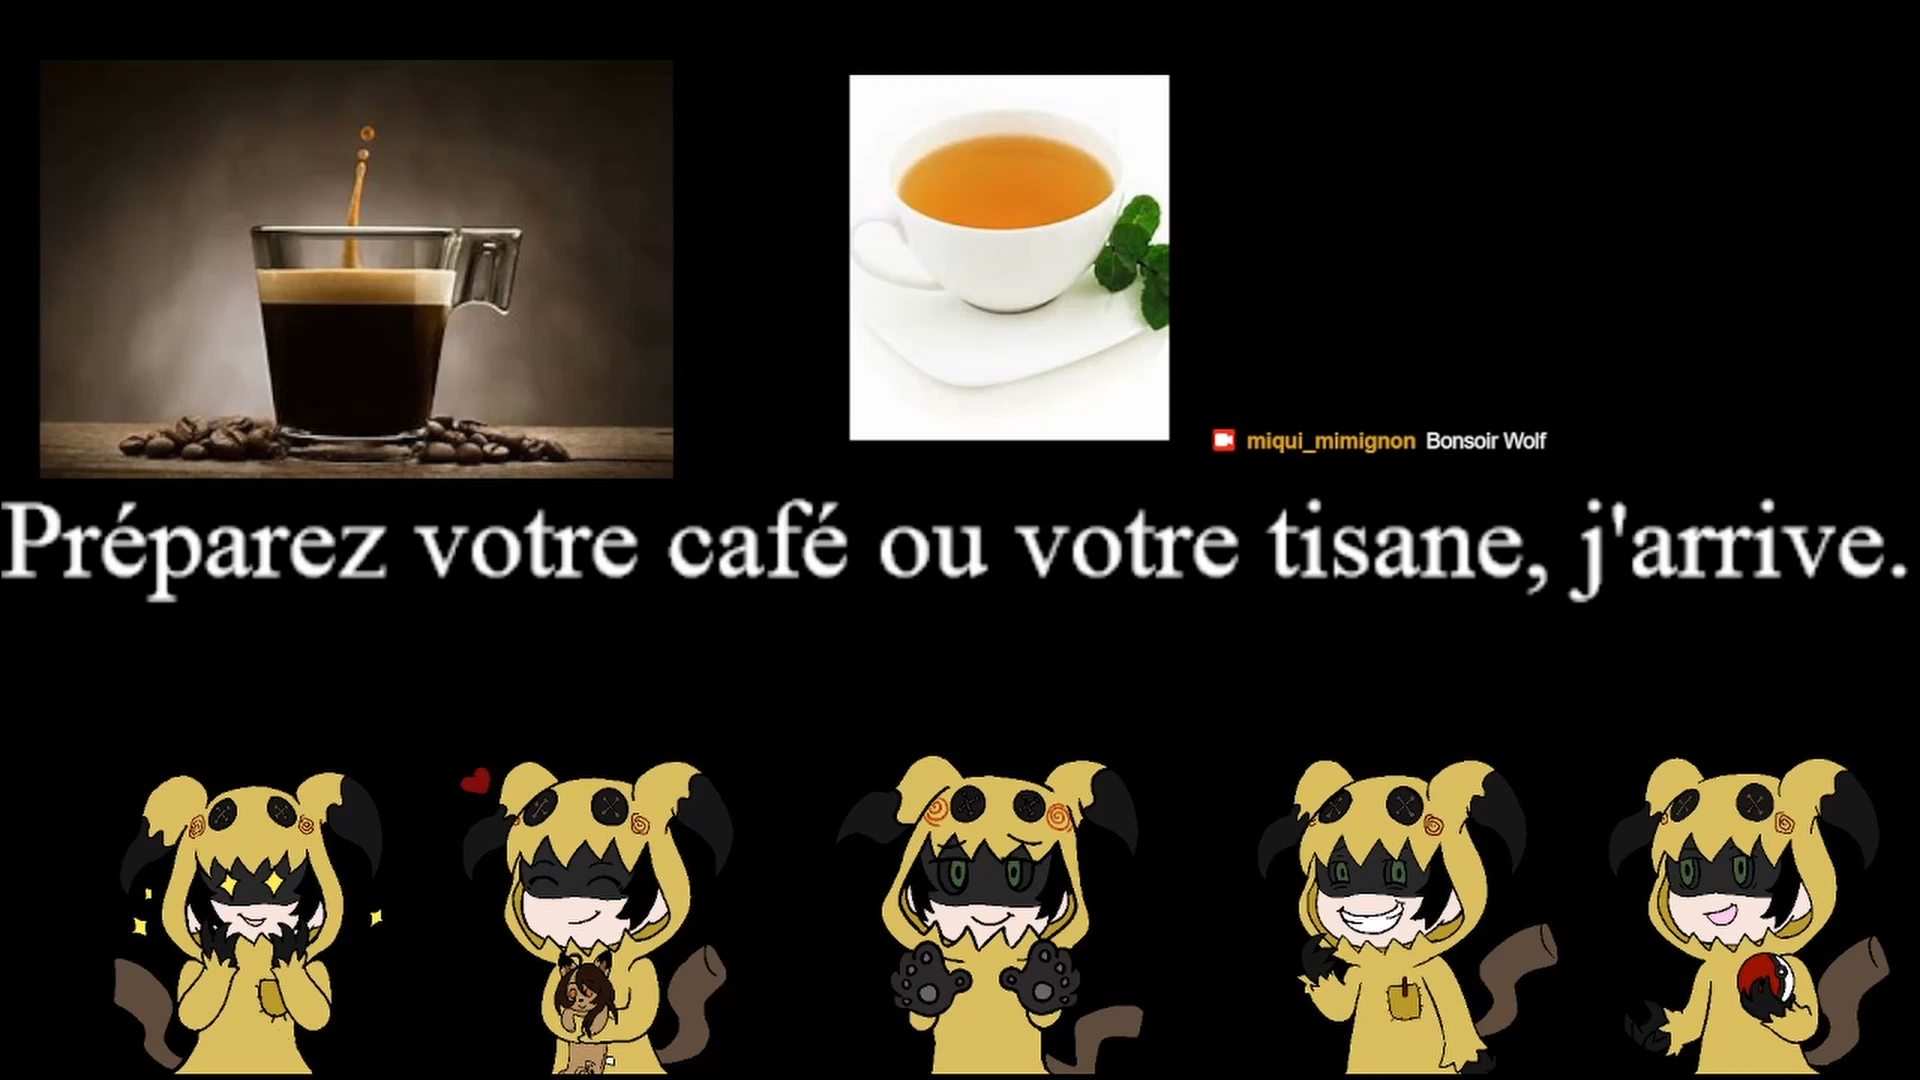 miqui_mimignon Bonsoir Wolf
Préparez votre café ou votre tisane, j'arrive.